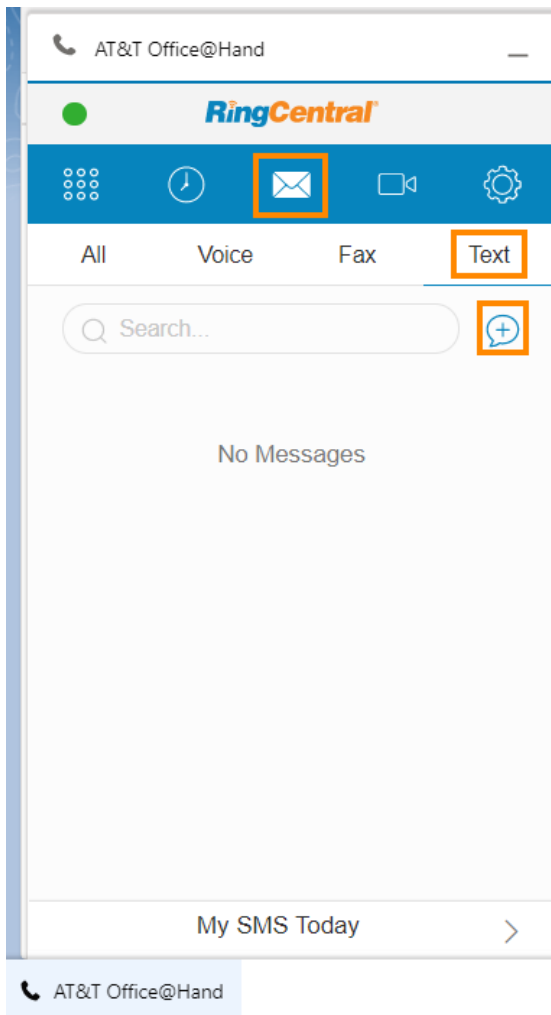 AT&T Office@Hand
RingCentral
All Voice Fax Text
Search...
No Messages
My SMS Today
AT&T Office@Hand